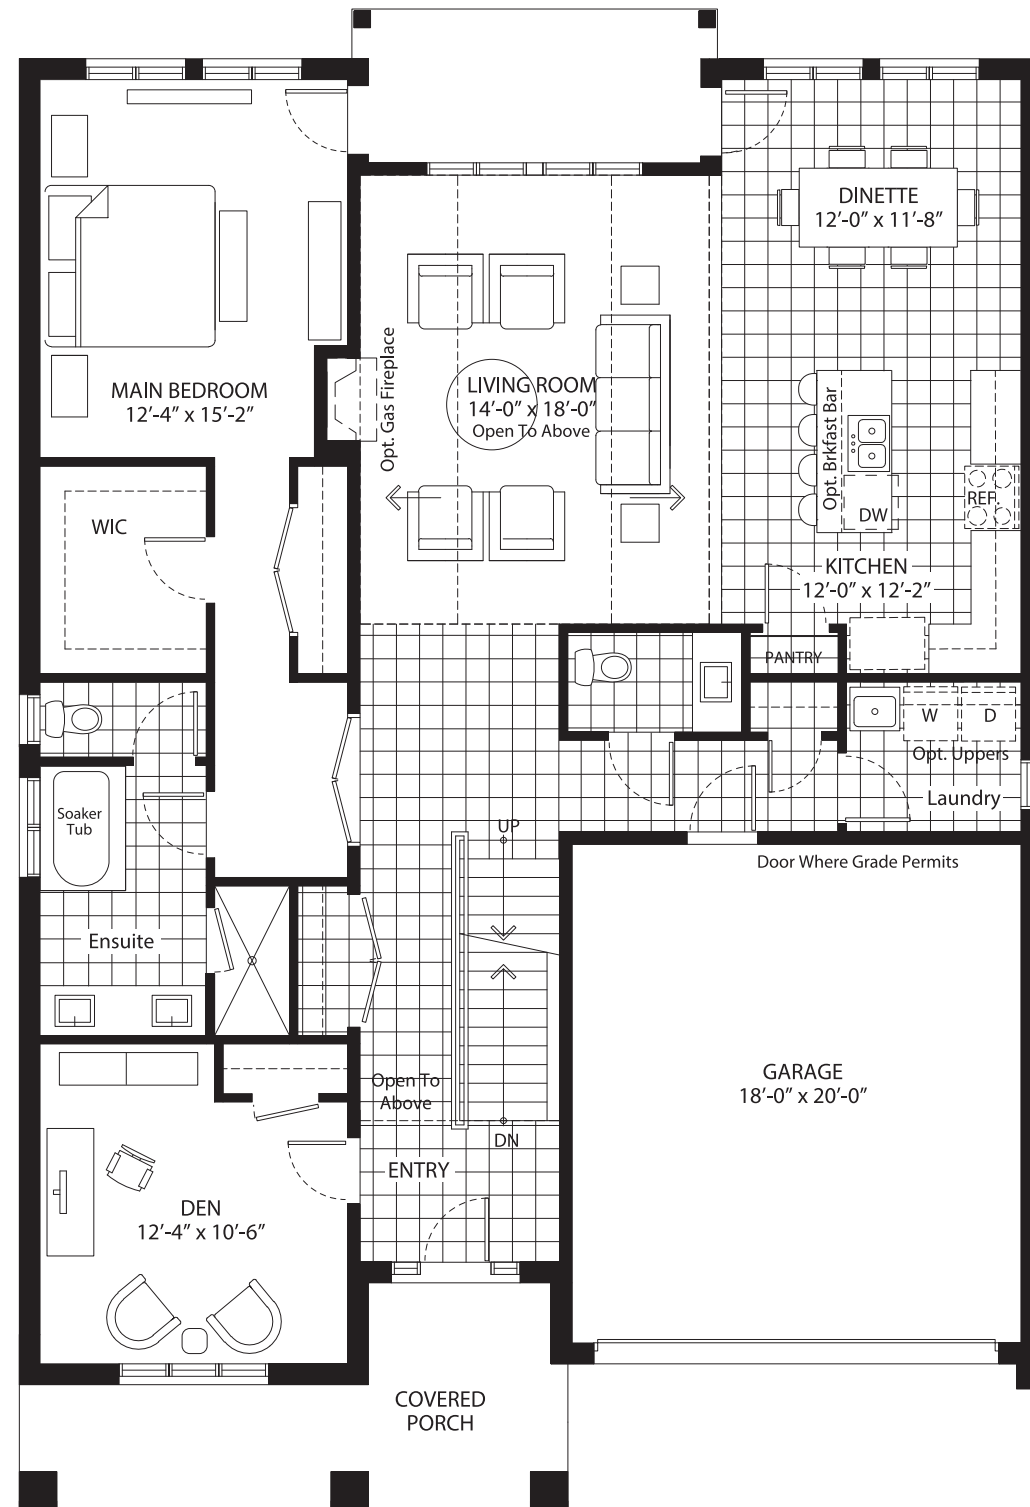 DINETTE
12’-0” x 11’-8”
MAIN BEDROOM
12’-4” x 15’-2”
Opt. Gas Fireplace
LIVING ROOM
14’-0” x 18’-0”
Open To Above
Opt. Brkfast Bar
REF.
DW
WIC
KITCHEN
12’-0” x 12’-2”
PANTRY
W
D
Opt. Uppers
Laundry
Soaker
Tub
UP
Door Where Grade Permits
Ensuite
Open To
Above
GARAGE
18’-0” x 20’-0”
DN
ENTRY
DEN
12’-4” x 10’-6”
COVERED
PORCH